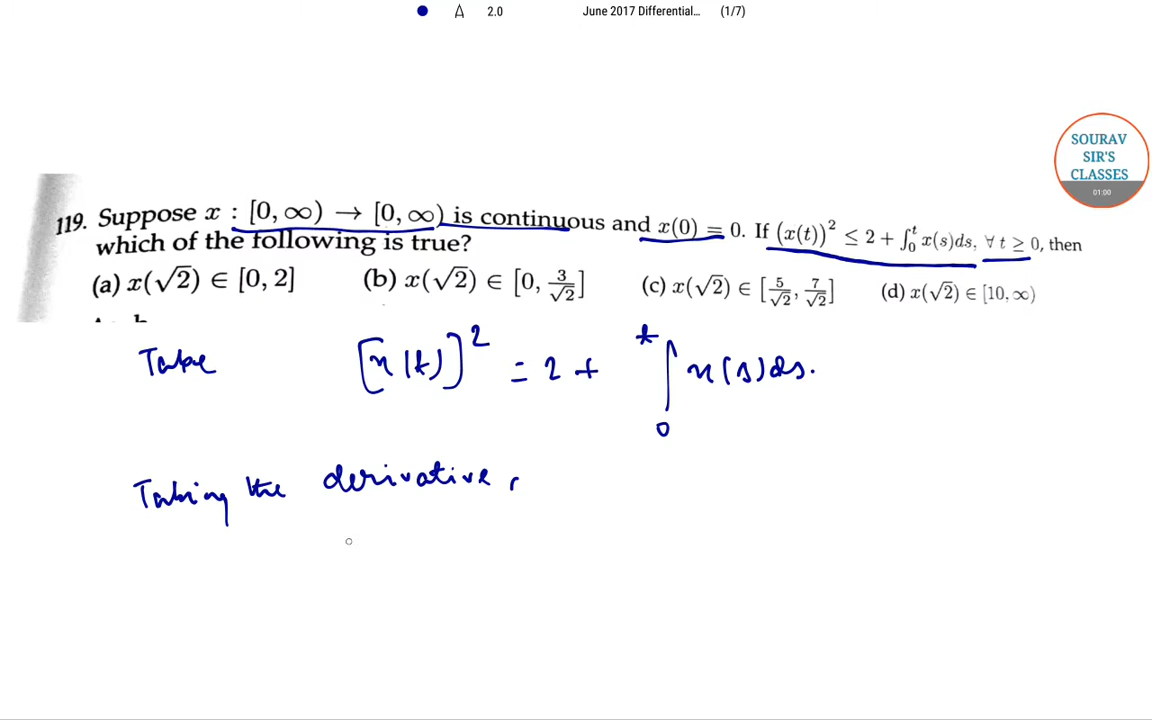 2.0 June 2017 Differential... (1/7)
SOURAV
SIR'S
CLASSES
01:00
119. Suppose x : [0, ∞) → [0, ∞) is continuous and x(0) = 0. If (x(t))² ≤ 2 + ∫₀ᵗ x(s)ds, ∀ t ≥ 0, then
which of the following is true?
(a) x(√2) ∈ [0, 2] (b) x(√2) ∈ [0, 3/√2] (c) x(√2) ∈ [5/√2, 7/√2] (d) x(√2) ∈ [10, ∞)
Take [x(t)]² = 2 + ∫₀ᵗ x(s)ds.
Taking the derivative